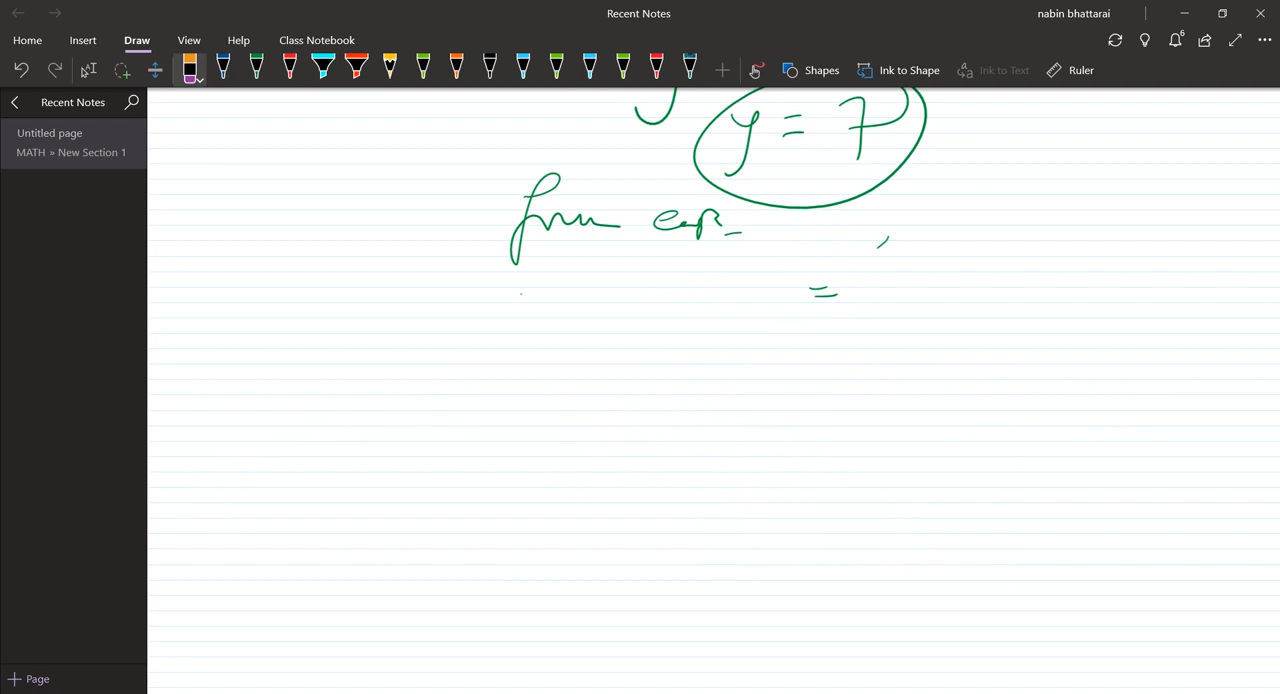 Recent Notes
nabin bhattarai
Home Insert Draw View Help Class Notebook
6
Shapes Ink to Shape Ink to Text Ruler
Recent Notes
Untitled page
MATH » New Section 1
y = 7
from
=
Page